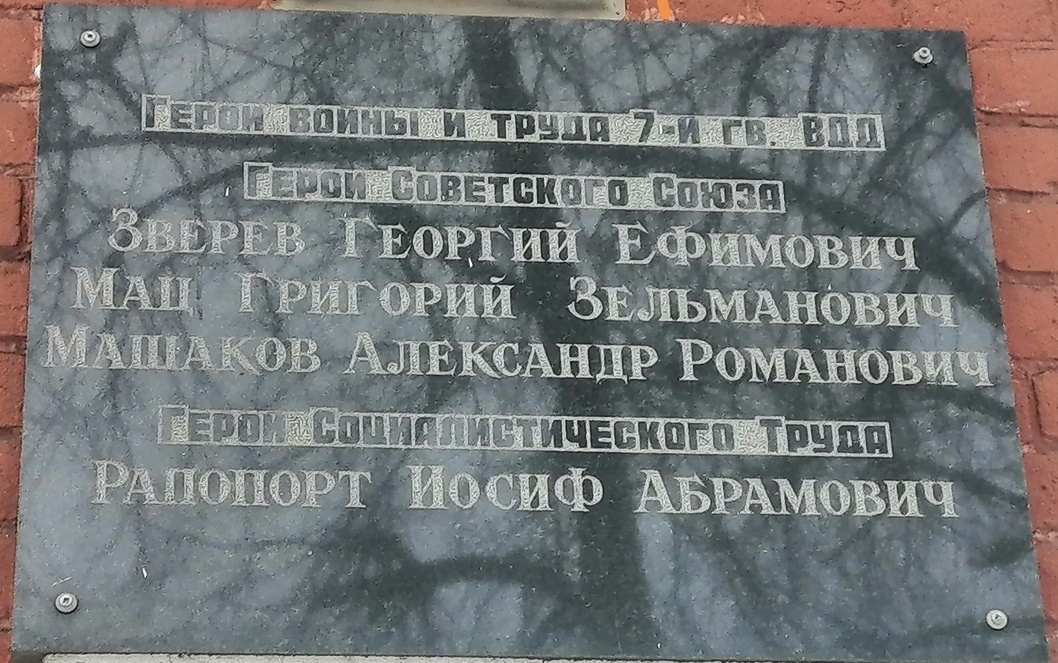 Герои войны и труда 7-й гв. ВДД
Герои Советского Союза
Зверев Георгий Ефимович
Мац Григорий Зельманович
Машаков Александр Романович
Герои Социалистического Труда
Рапопорт Иосиф Абрамович